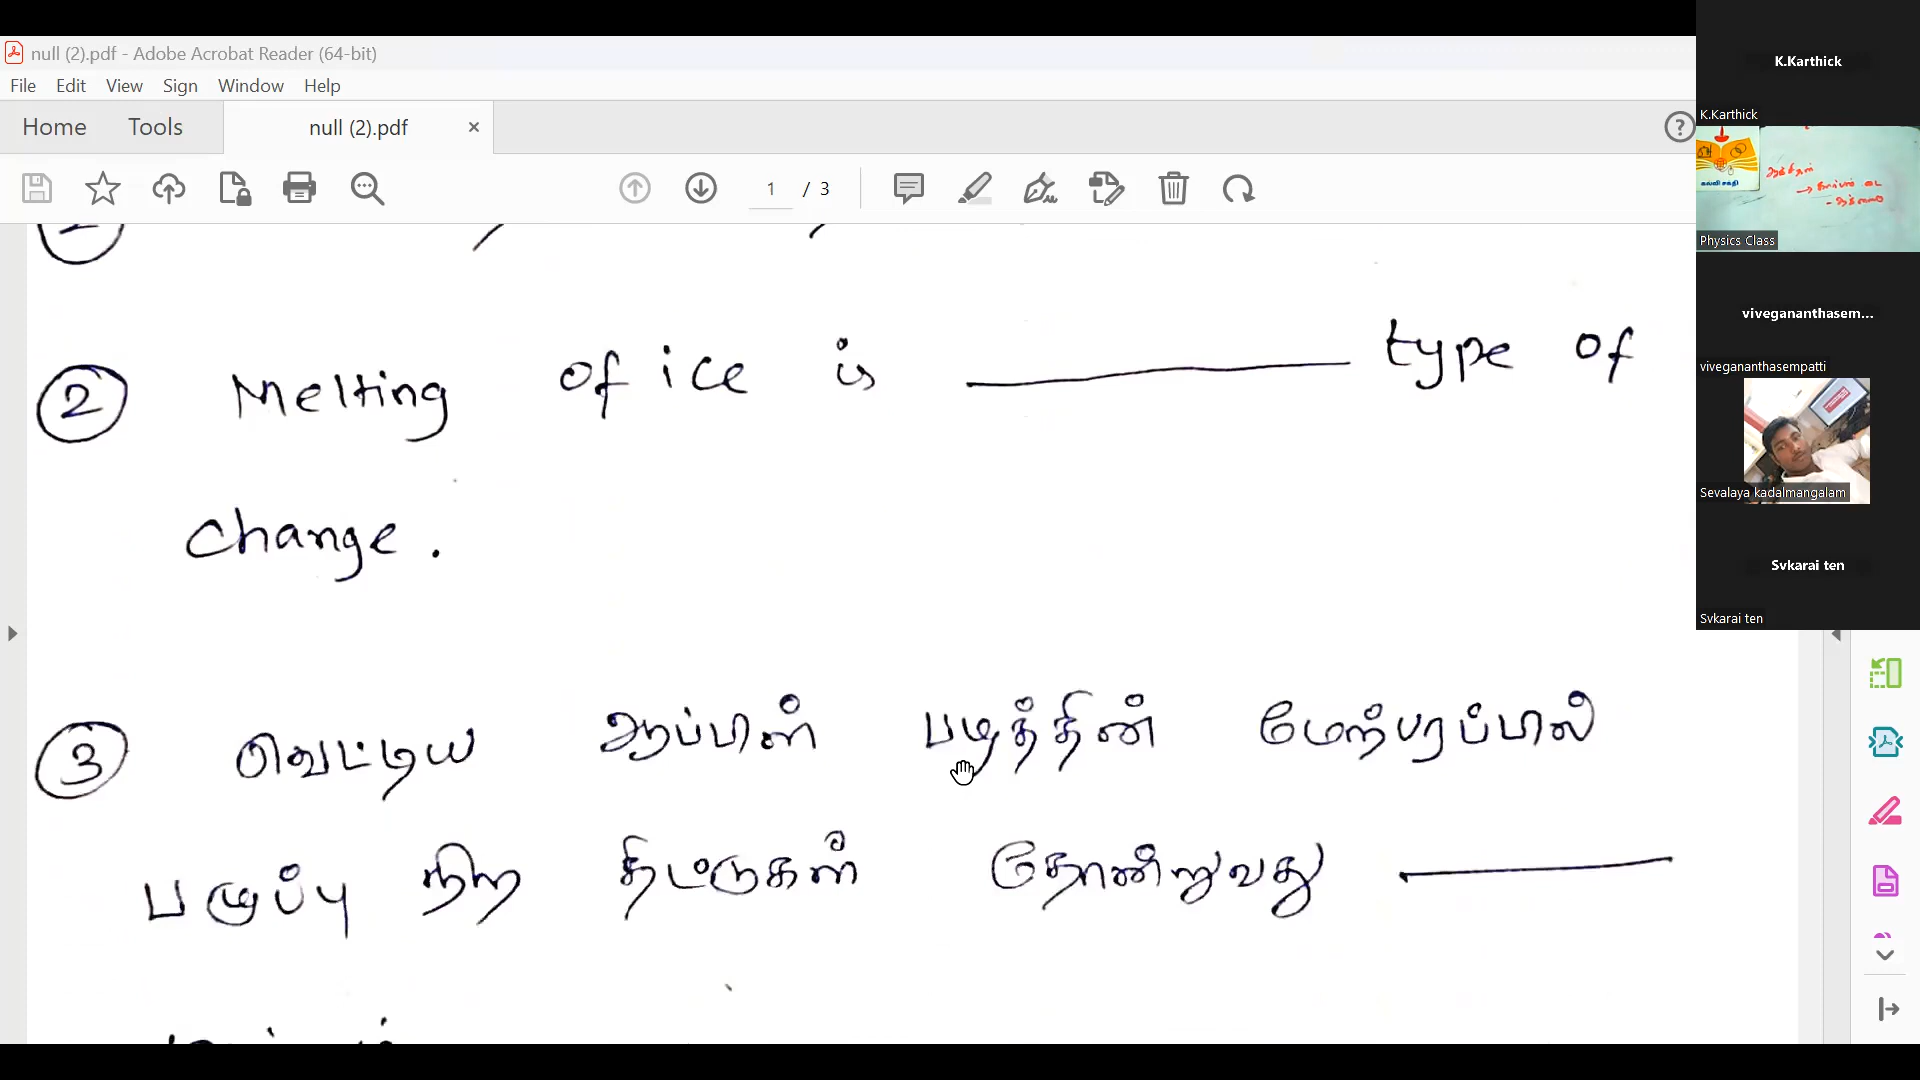 null (2).pdf - Adobe Acrobat Reader (64-bit)
File Edit View Sign Window Help
Home Tools null (2).pdf ×
1 / 3
② Melting of ice is ________ type of
change.
③ வெட்டிய ஆப்பிள் பழத்தின் மேற்பரப்பில்
பழுப்பு நிற திட்டுகள் தோன்றுவது ________
K.Karthick
K.Karthick
கல்வி சக்தி
Physics Class
vivegananthasem...
vivegananthasempatti
Sevalaya kadalmangalam
Svkarai ten
Svkarai ten